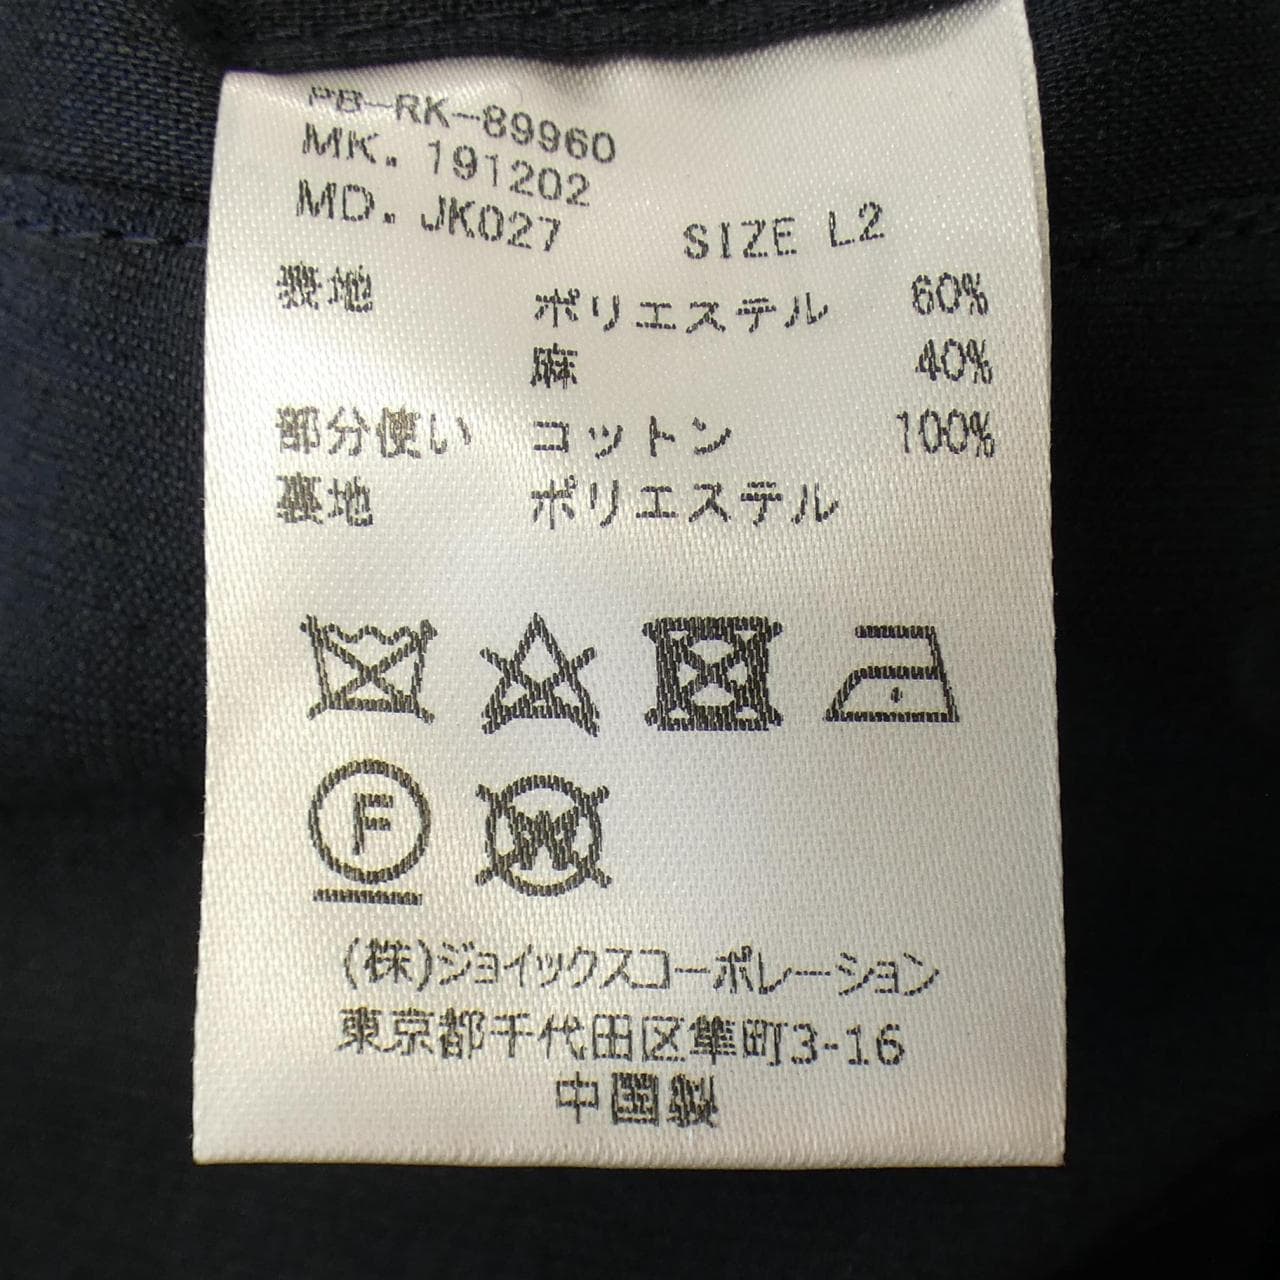 PB-RK-89960
MK. 191202
MD. JK027 SIZE L2
表地 ポリエステル 60%
麻 40%
部分使い コットン 100%
裏地 ポリエステル
F
W
(株)ジョイックスコーポレーション
東京都千代田区隼町3-16
中国製